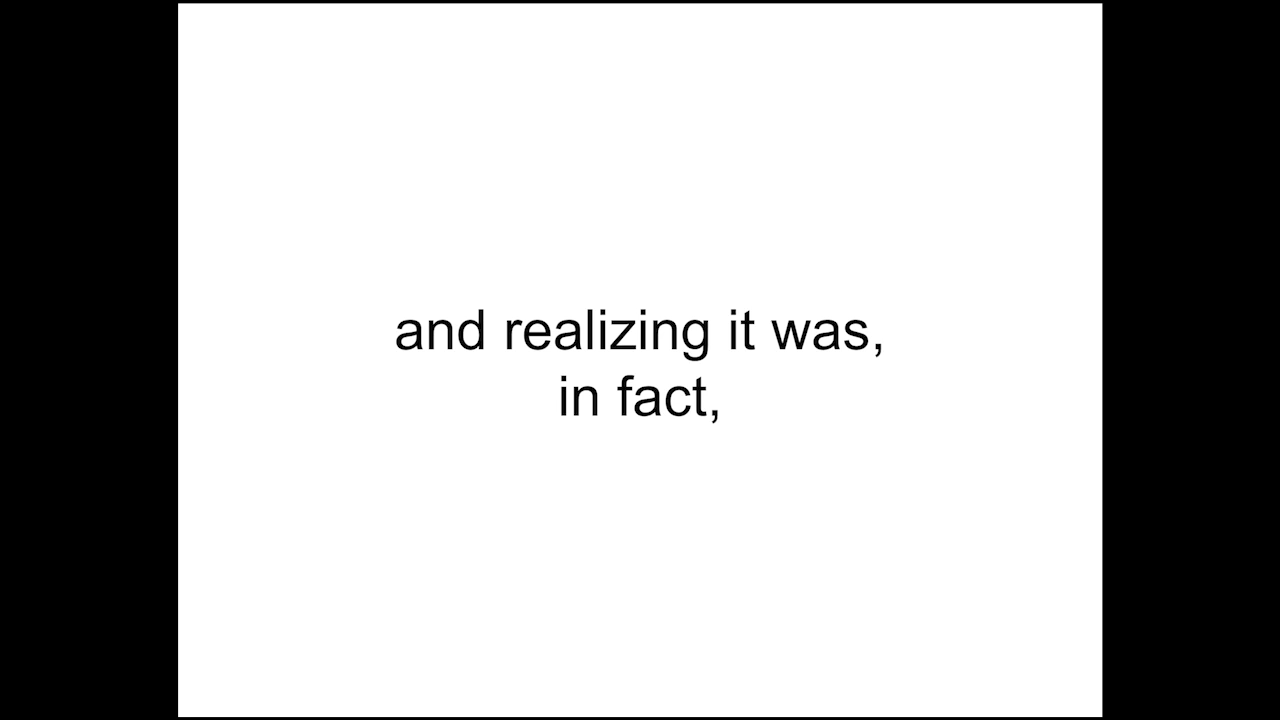 and realizing it was,
in fact,